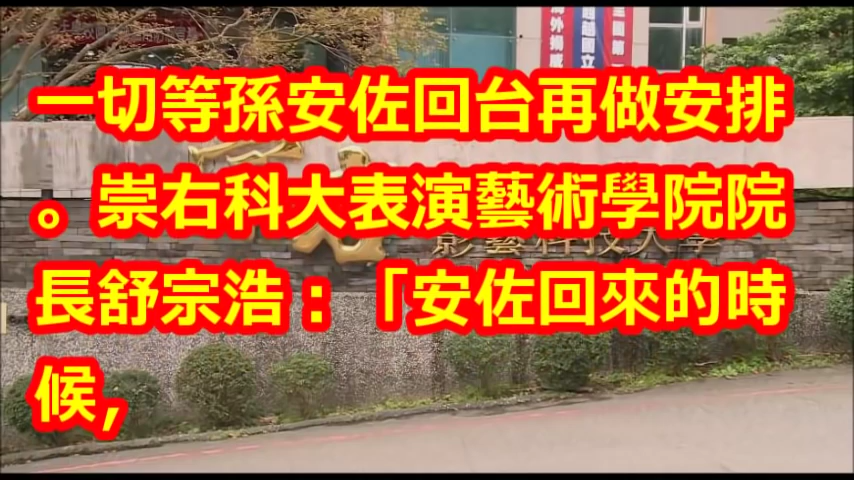 一切等孫安佐回台再做安排
。崇右科大表演藝術學院院
長舒宗浩：「安佐回來的時
候,
影藝科技大學